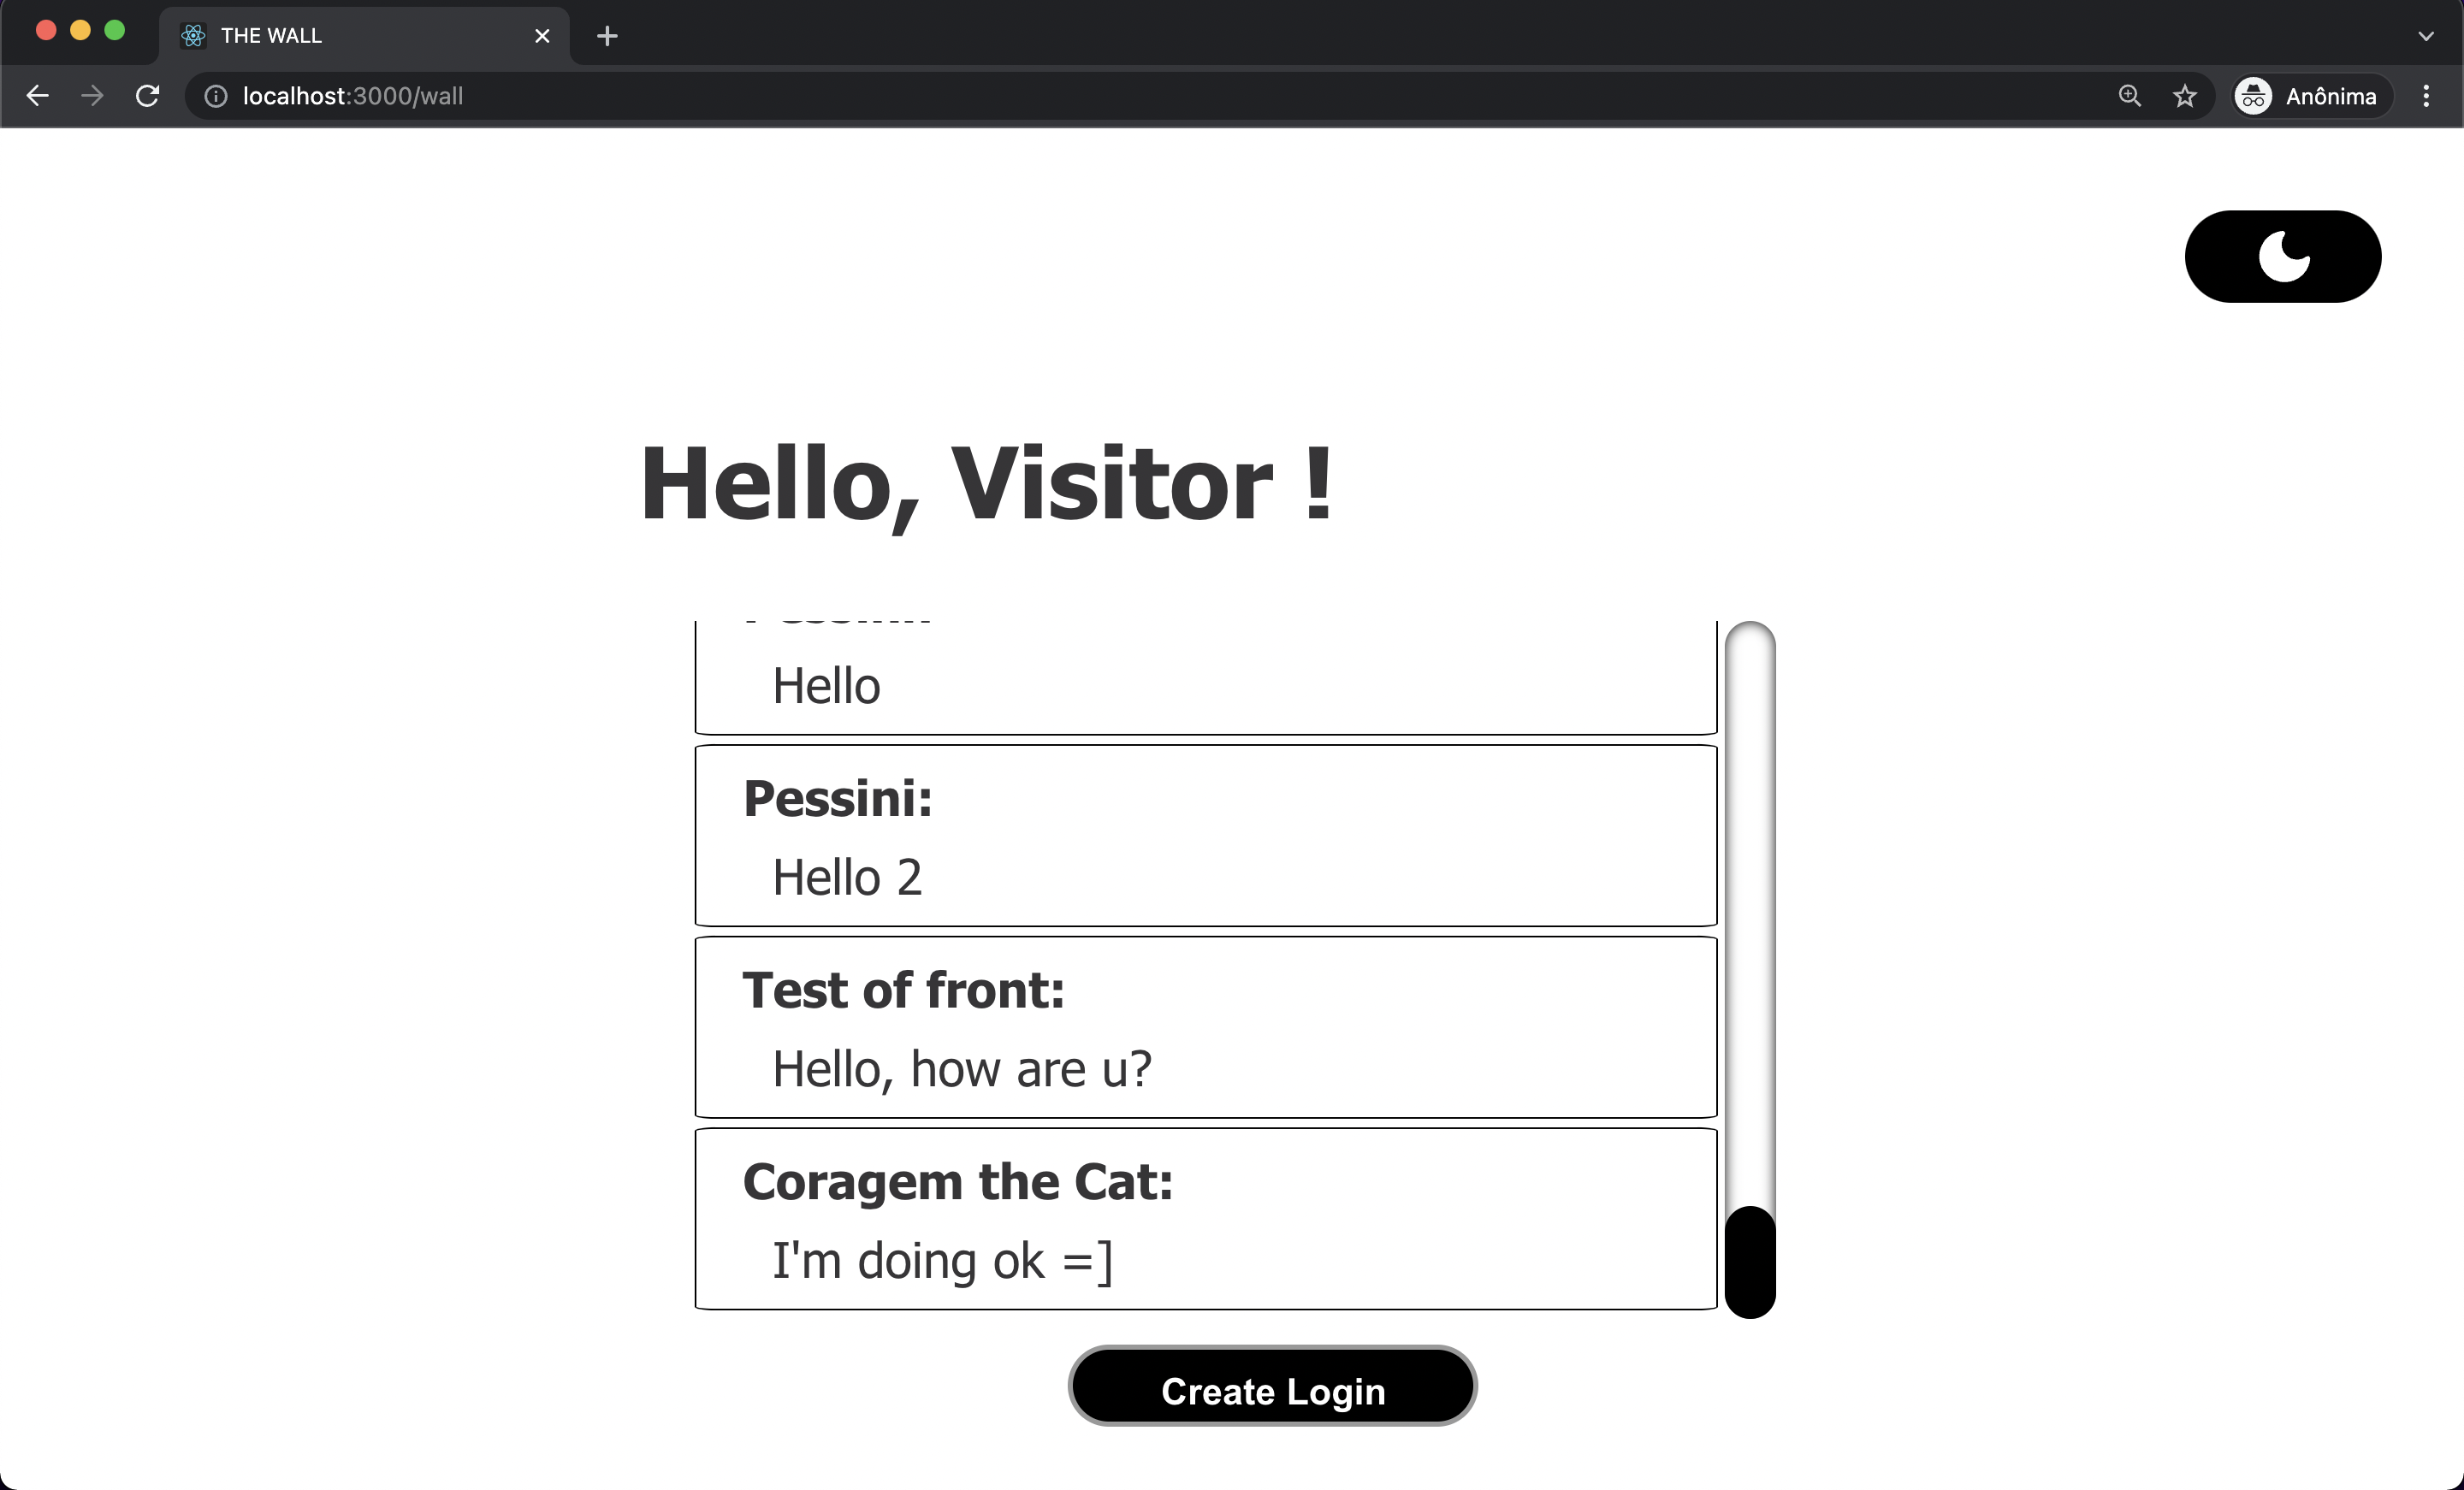 THE WALL
localhost:3000/wall
Anônima
Hello, Visitor !
Hello
Pessini:
Hello 2
Test of front:
Hello, how are u?
Coragem the Cat:
I'm doing ok =]
Create Login